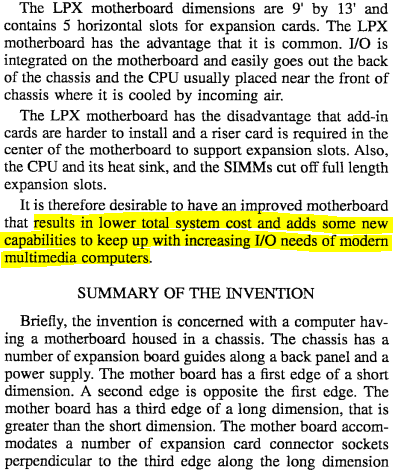 The LPX motherboard dimensions are 9' by 13' and
contains 5 horizontal slots for expansion cards. The LPX
motherboard has the advantage that it is common. I/O is
integrated on the motherboard and easily goes out the back
of the chassis and the CPU usually placed near the front of
chassis where it is cooled by incoming air.
The LPX motherboard has the disadvantage that add-in
cards are harder to install and a riser card is required in the
center of the motherboard to support expansion slots. Also,
the CPU and its heat sink, and the SIMMs cut off full length
expansion slots.
It is therefore desirable to have an improved motherboard
that results in lower total system cost and adds some new
capabilities to keep up with increasing I/O needs of modern
multimedia computers.
SUMMARY OF THE INVENTION
Briefly, the invention is concerned with a computer hav-
ing a motherboard housed in a chassis. The chassis has a
number of expansion board guides along a back panel and a
power supply. The mother board has a first edge of a short
dimension. A second edge is opposite the first edge. The
mother board has a third edge of a long dimension, that is
greater than the short dimension. The mother board accom-
modates a number of expansion card connector sockets
perpendicular to the third edge along the long dimension